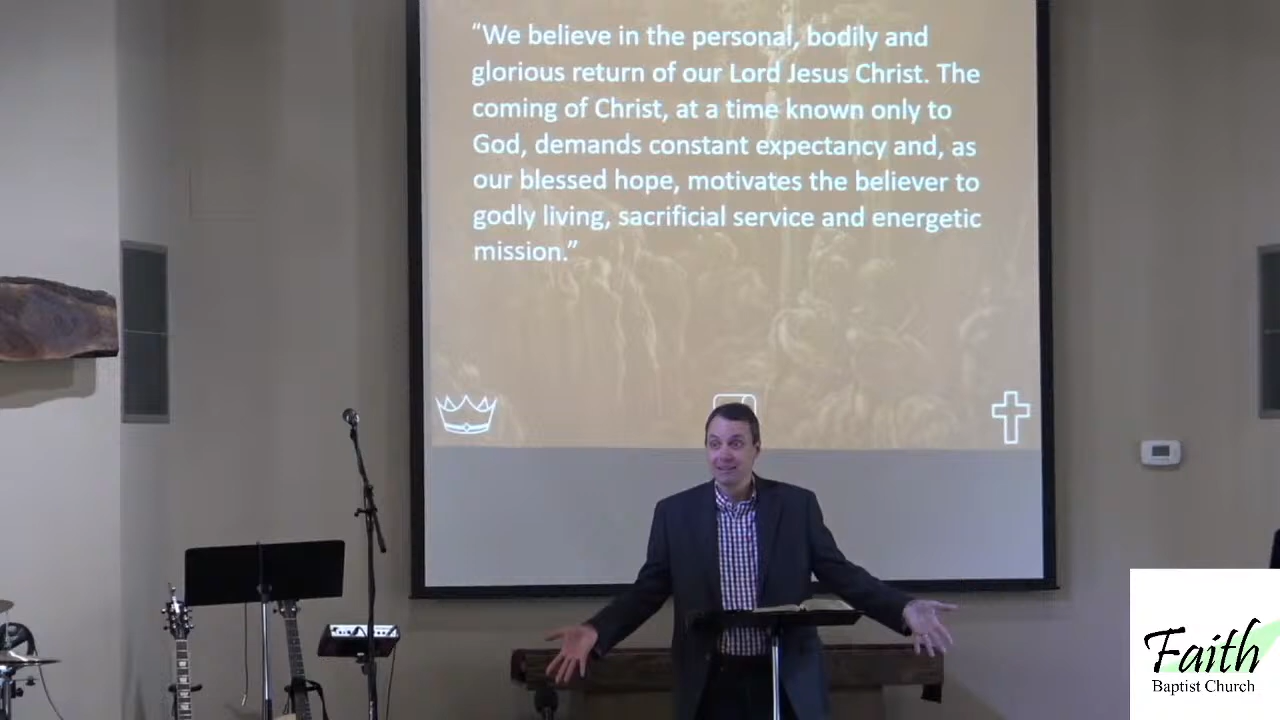 “We believe in the personal, bodily and
glorious return of our Lord Jesus Christ. The
coming of Christ, at a time known only to
God, demands constant expectancy and, as
our blessed hope, motivates the believer to
godly living, sacrificial service and energetic
mission.”
Faith
Baptist Church